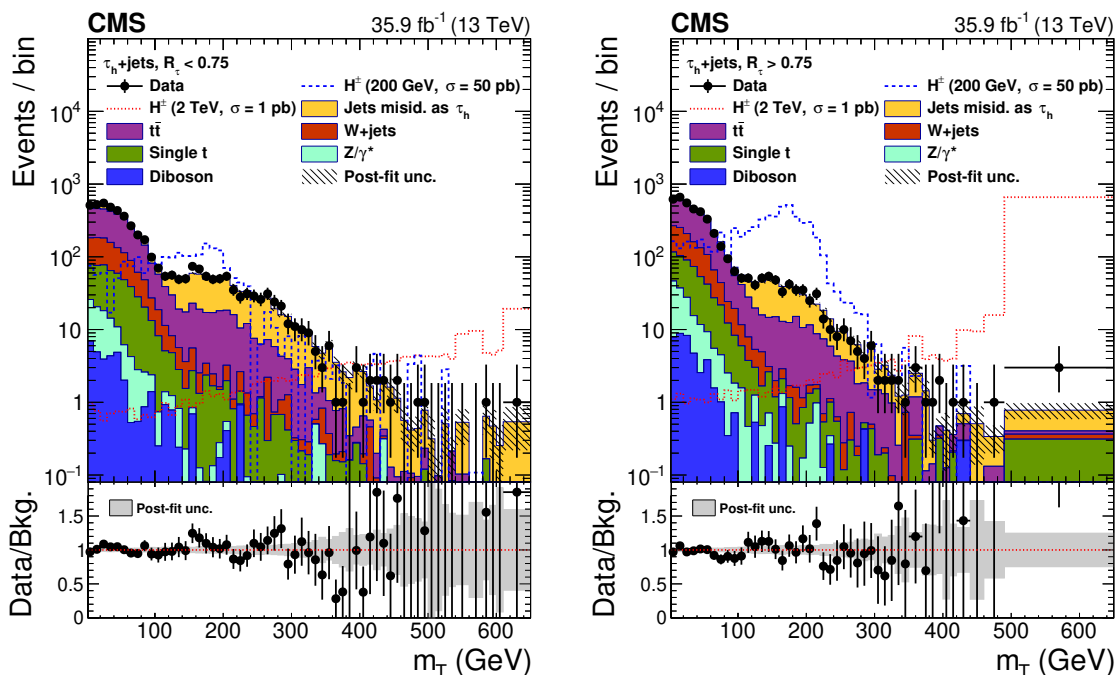 CMS 35.9 fb⁻¹ (13 TeV)
Events / bin
τh+jets, Rτ < 0.75
Data
H± (200 GeV, σ = 50 pb)
H± (2 TeV, σ = 1 pb)
Jets misid. as τh
tt̄
W+jets
Single t
Z/γ*
Diboson
Post-fit unc.
10⁴
10³
10²
10
1
10⁻¹
Data/Bkg.
Post-fit unc.
1.5
1
0.5
0
100 200 300 400 500 600
mT (GeV)
CMS 35.9 fb⁻¹ (13 TeV)
Events / bin
τh+jets, Rτ > 0.75
Data
H± (200 GeV, σ = 50 pb)
H± (2 TeV, σ = 1 pb)
Jets misid. as τh
tt̄
W+jets
Single t
Z/γ*
Diboson
Post-fit unc.
10⁴
10³
10²
10
1
10⁻¹
Data/Bkg.
Post-fit unc.
1.5
1
0.5
0
100 200 300 400 500 600
mT (GeV)